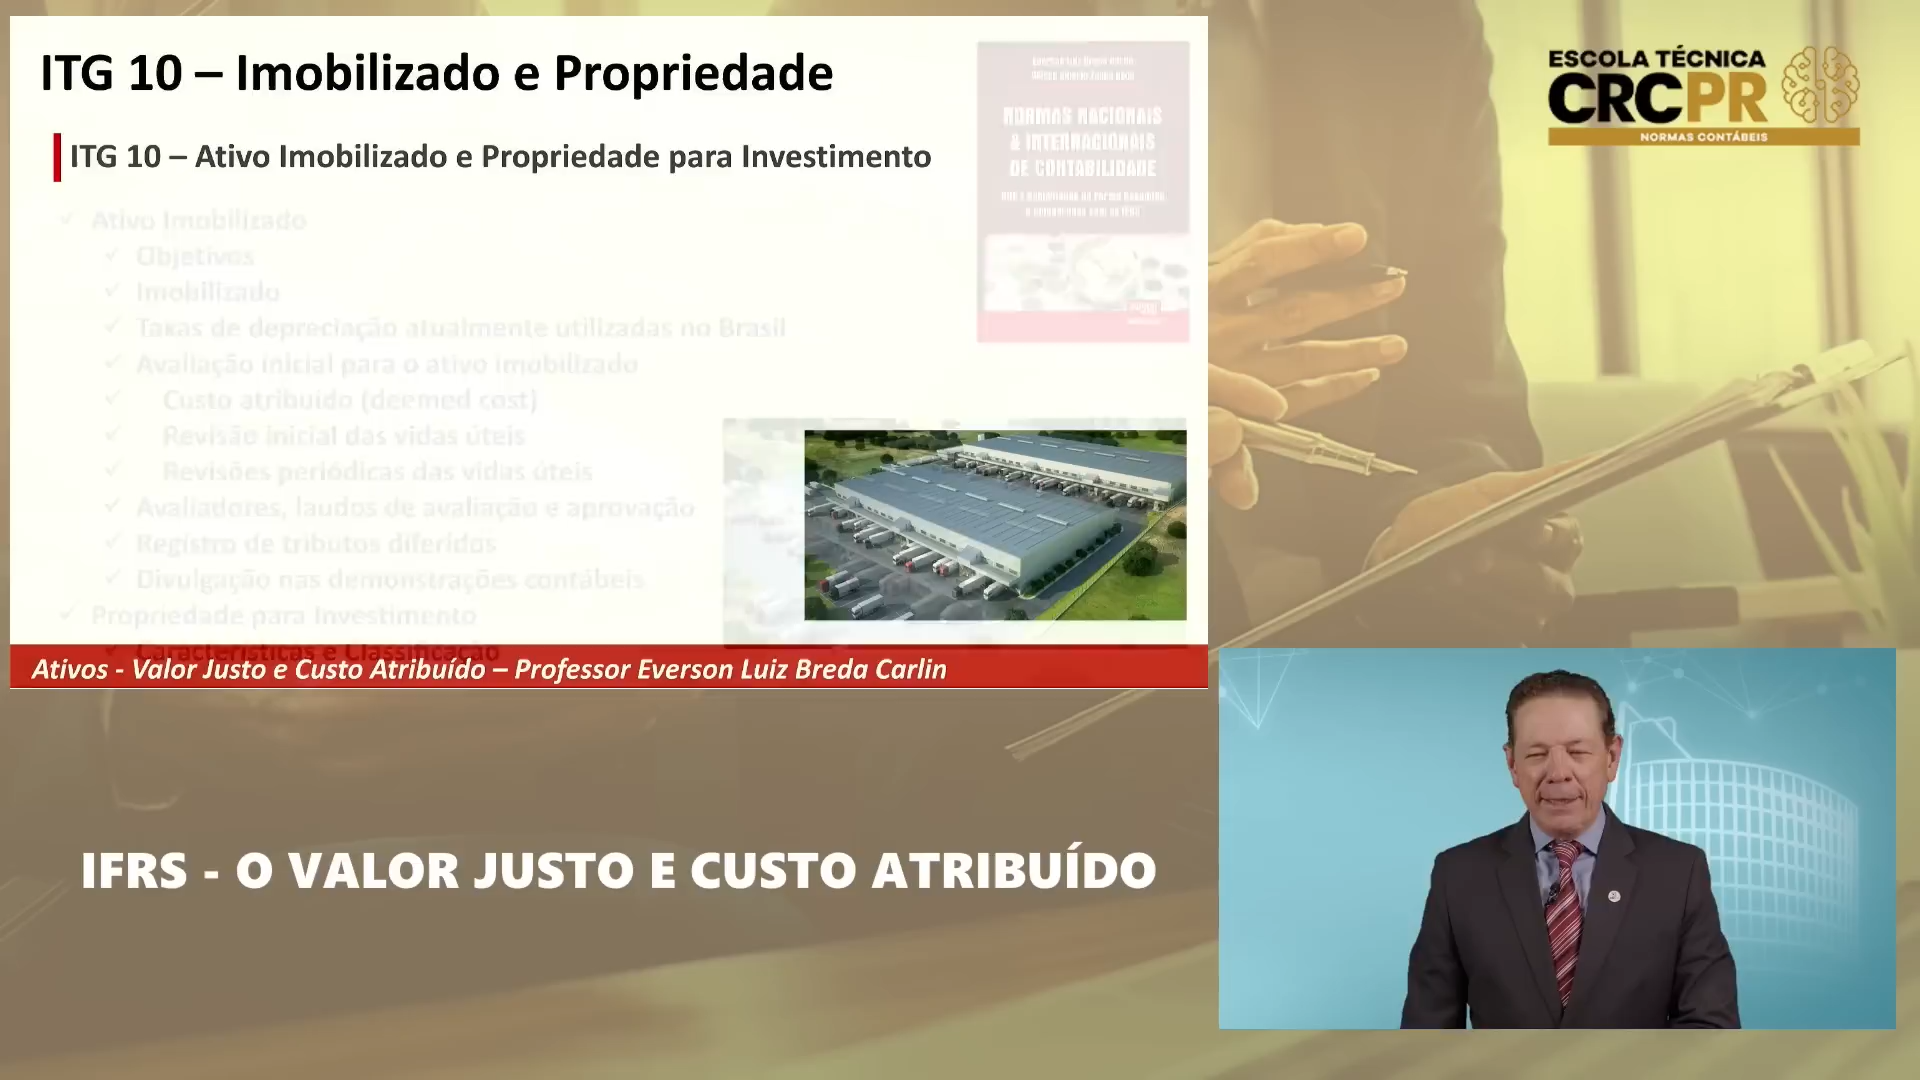 ITG 10 – Imobilizado e Propriedade
ITG 10 – Ativo Imobilizado e Propriedade para Investimento
Ativo Imobilizado
Objetivos
Imobilizado
Taxas de depreciação atualmente utilizadas no Brasil
Avaliação inicial para o ativo imobilizado
Custo atribuído (deemed cost)
Revisão inicial das vidas úteis
Revisões periódicas das vidas úteis
Avaliadores, laudos de avaliação e aprovação
Registro de tributos diferidos
Divulgação nas demonstrações contábeis
Propriedade para Investimento
Características e Classificação
NORMAS NACIONAIS
& INTERNACIONAIS
DE CONTABILIDADE
Ativos - Valor Justo e Custo Atribuído – Professor Everson Luiz Breda Carlin
ESCOLA TÉCNICA
CRCPR
NORMAS CONTÁBEIS
IFRS - O VALOR JUSTO E CUSTO ATRIBUÍDO